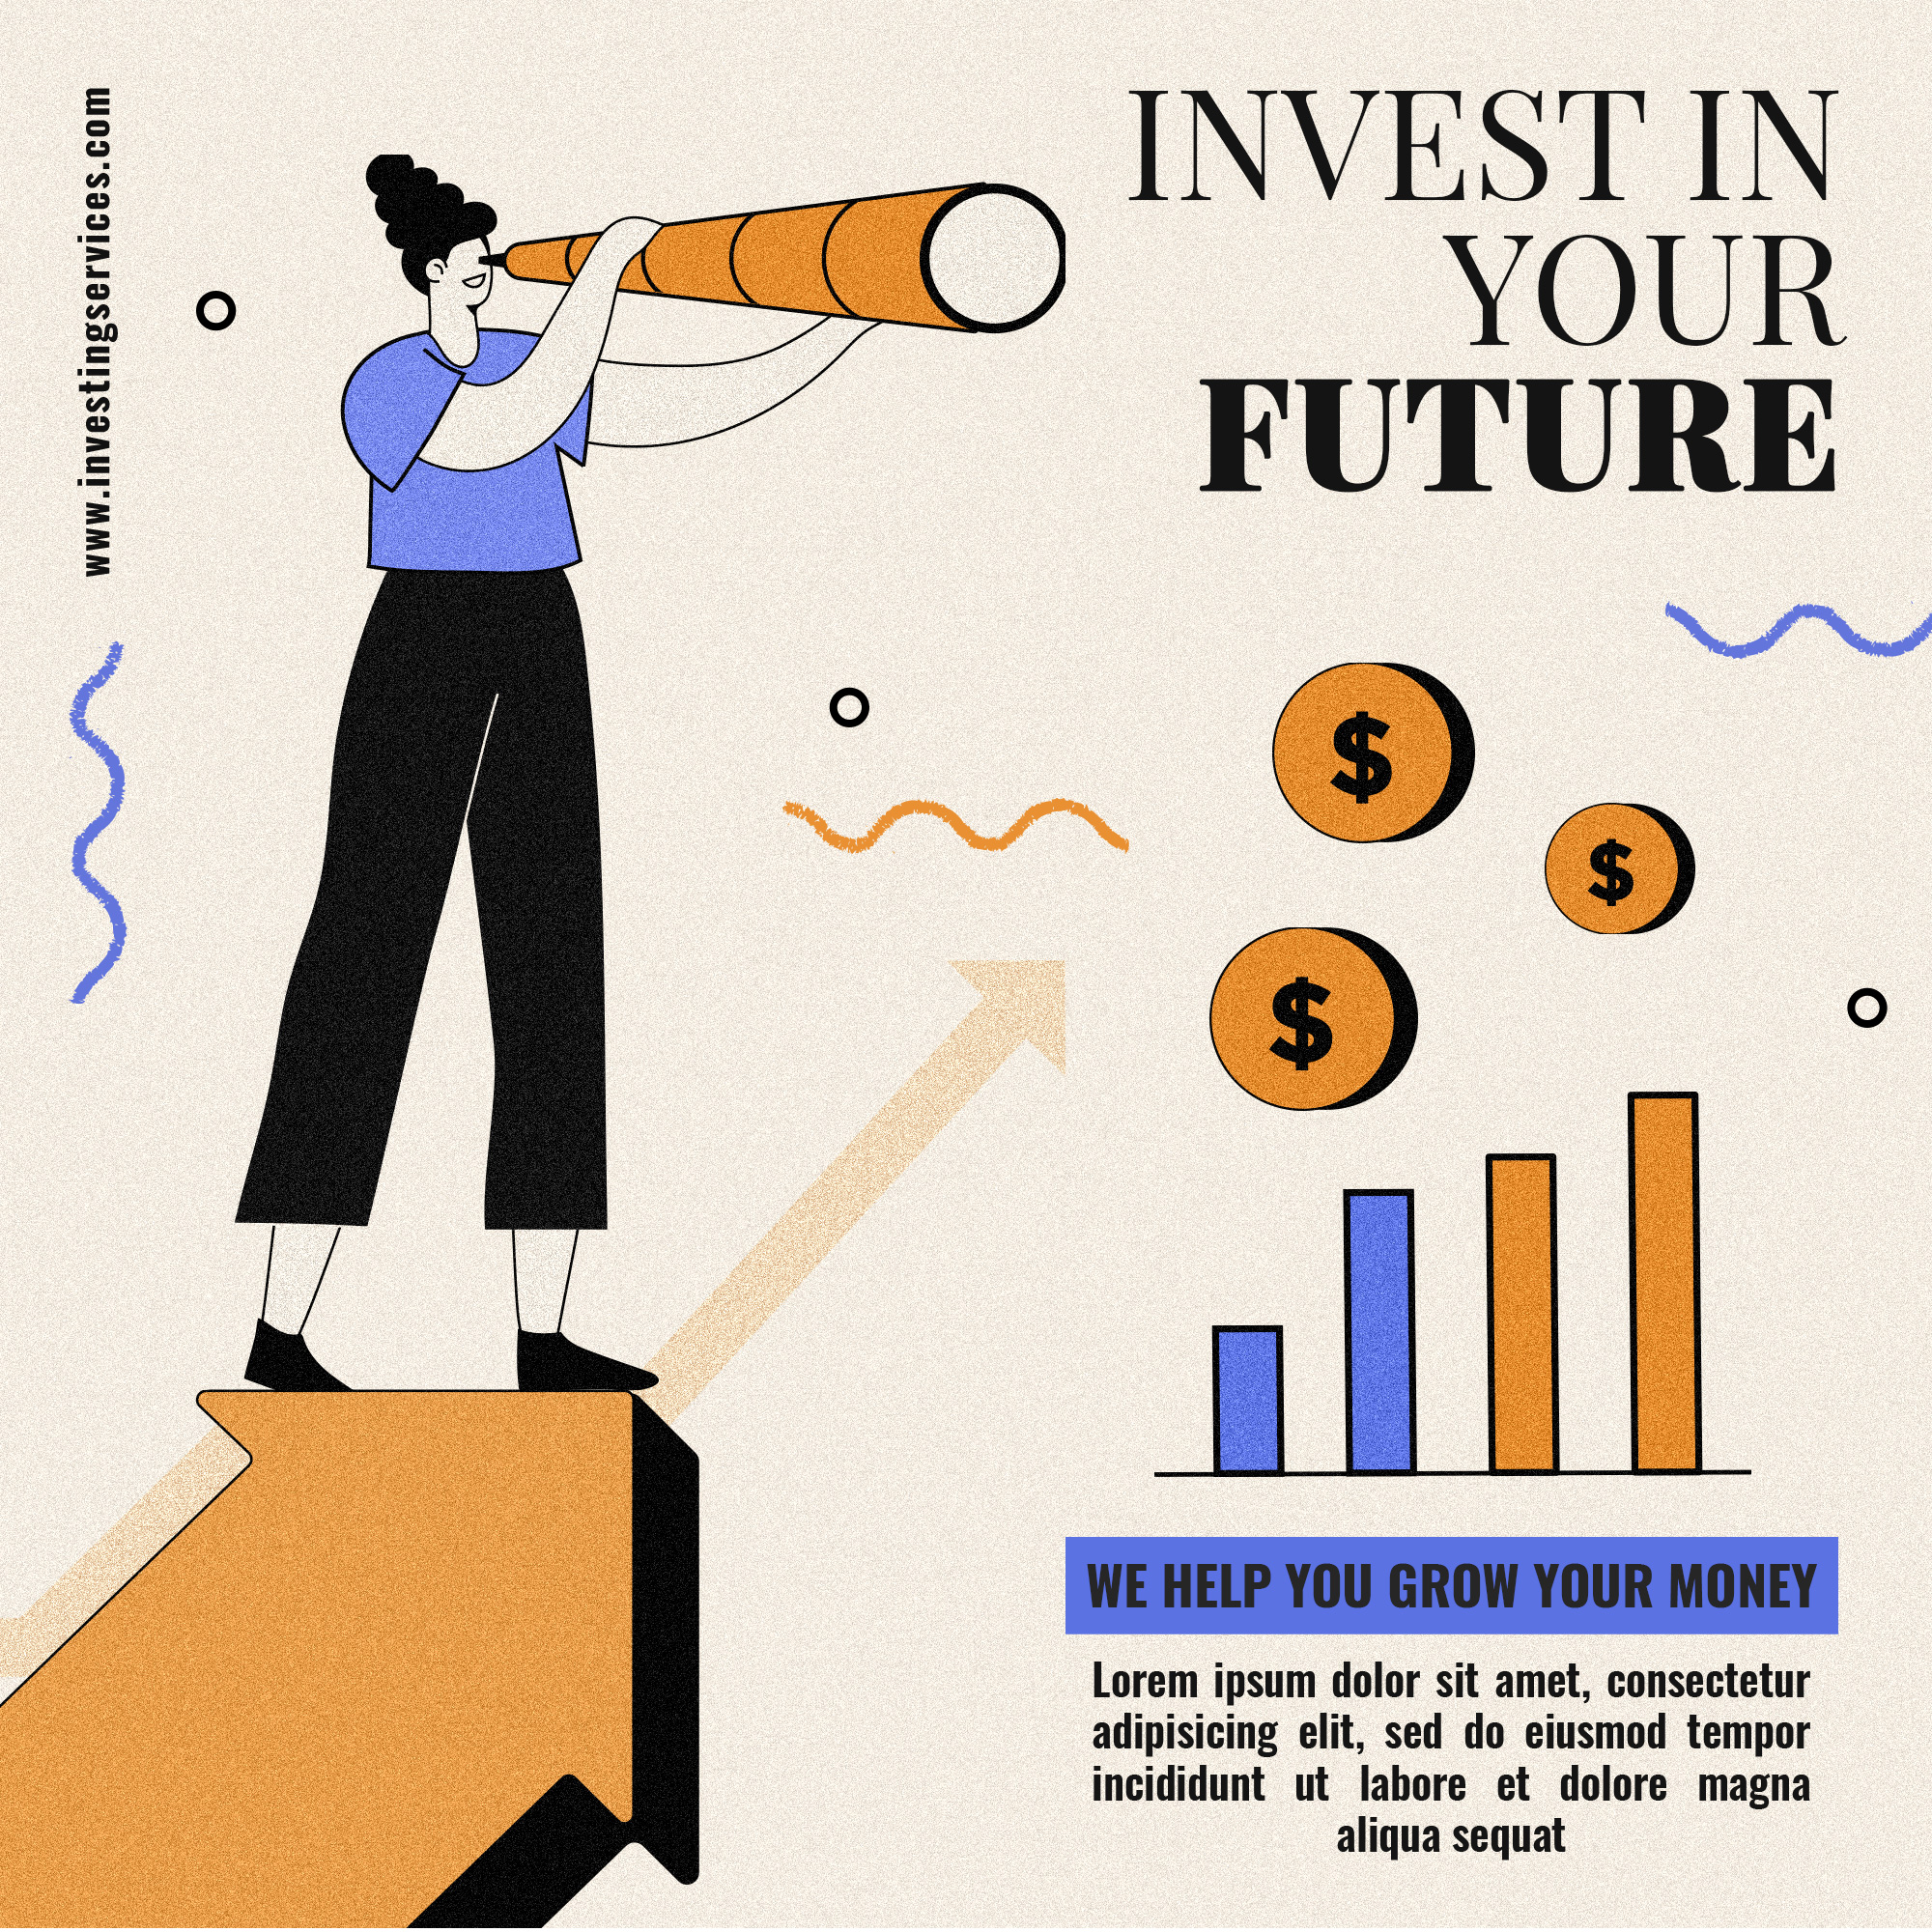 www.investingservices.com
INVEST IN
YOUR
FUTURE
$
$
$
WE HELP YOU GROW YOUR MONEY
Lorem ipsum dolor sit amet, consectetur
adipisicing elit, sed do eiusmod tempor
incididunt ut labore et dolore magna
aliqua sequat